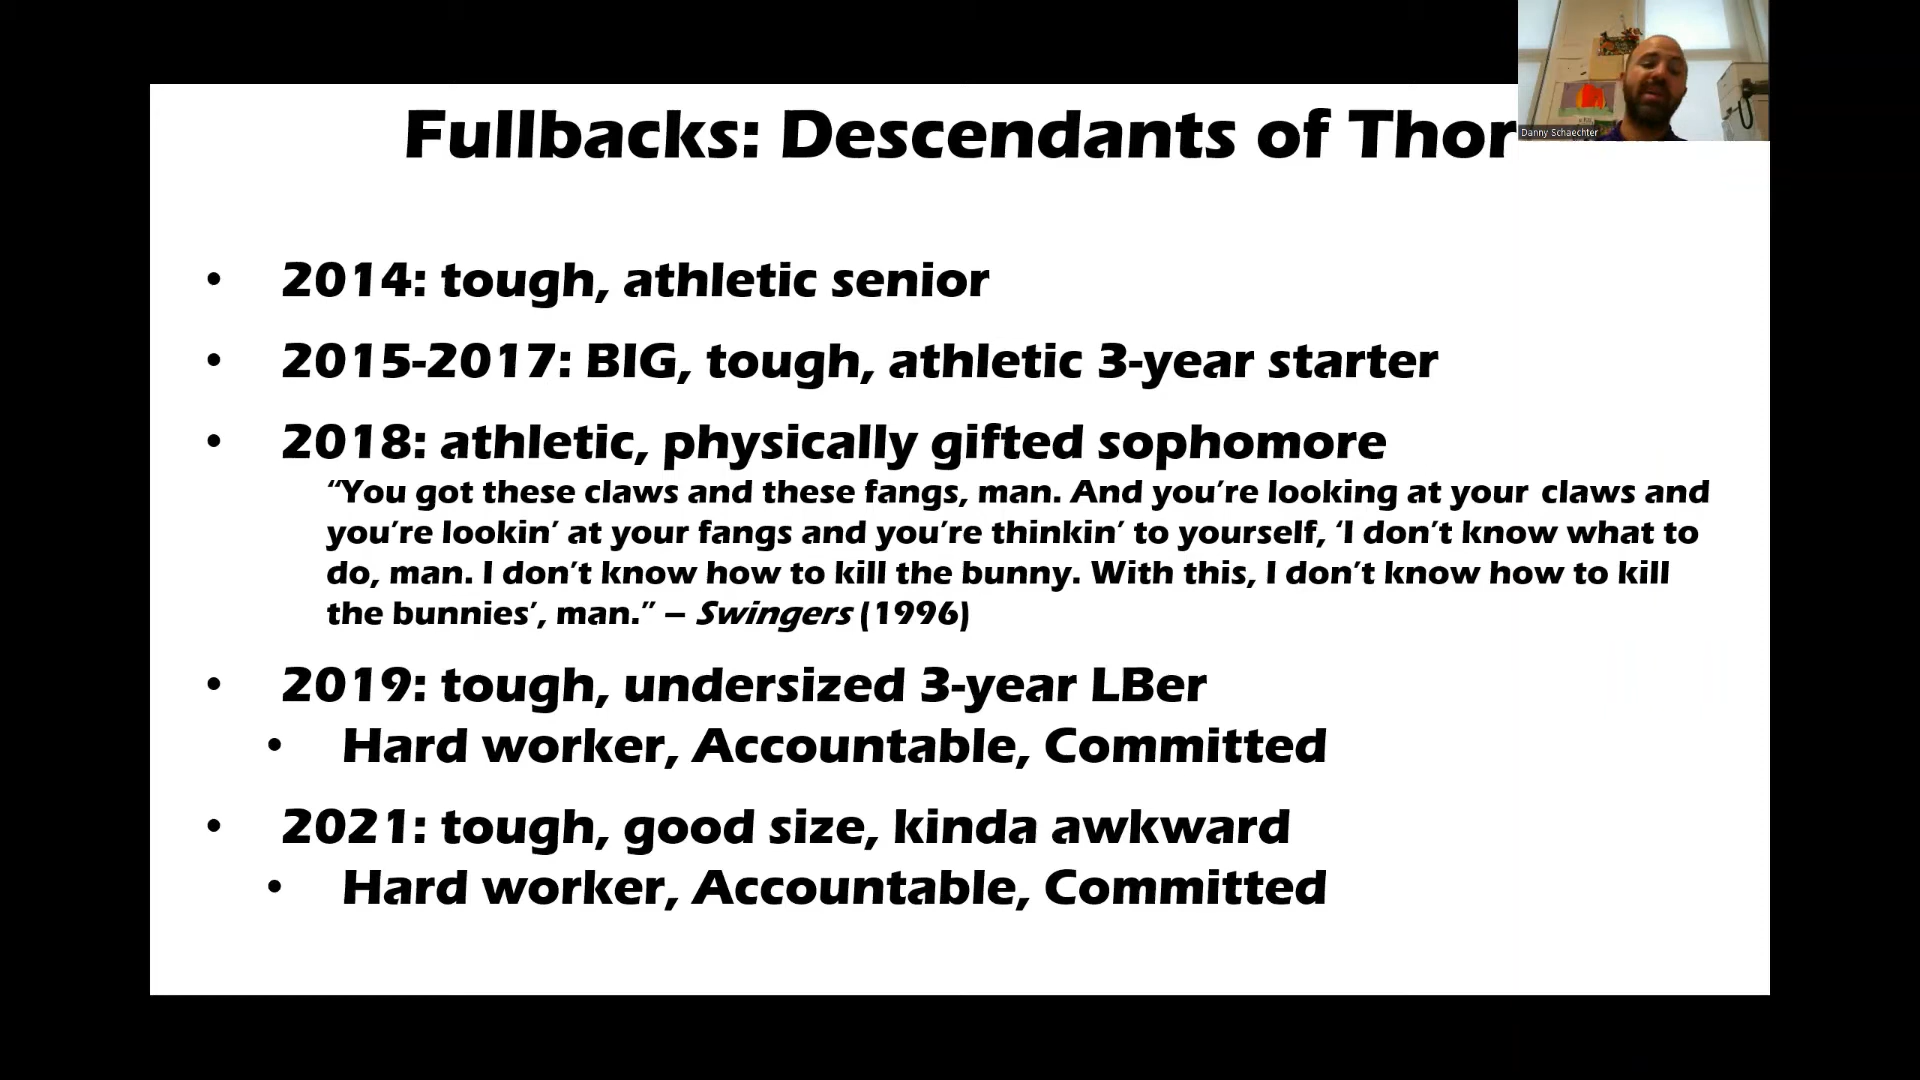 Fullbacks: Descendants of Thor
Danny Schaechter
• 2014: tough, athletic senior
• 2015-2017: BIG, tough, athletic 3-year starter
• 2018: athletic, physically gifted sophomore
“You got these claws and these fangs, man. And you’re looking at your claws and
you’re lookin’ at your fangs and you’re thinkin’ to yourself, ‘I don’t know what to
do, man. I don’t know how to kill the bunny. With this, I don’t know how to kill
the bunnies’, man.” – Swingers (1996)
• 2019: tough, undersized 3-year LBer
• Hard worker, Accountable, Committed
• 2021: tough, good size, kinda awkward
• Hard worker, Accountable, Committed